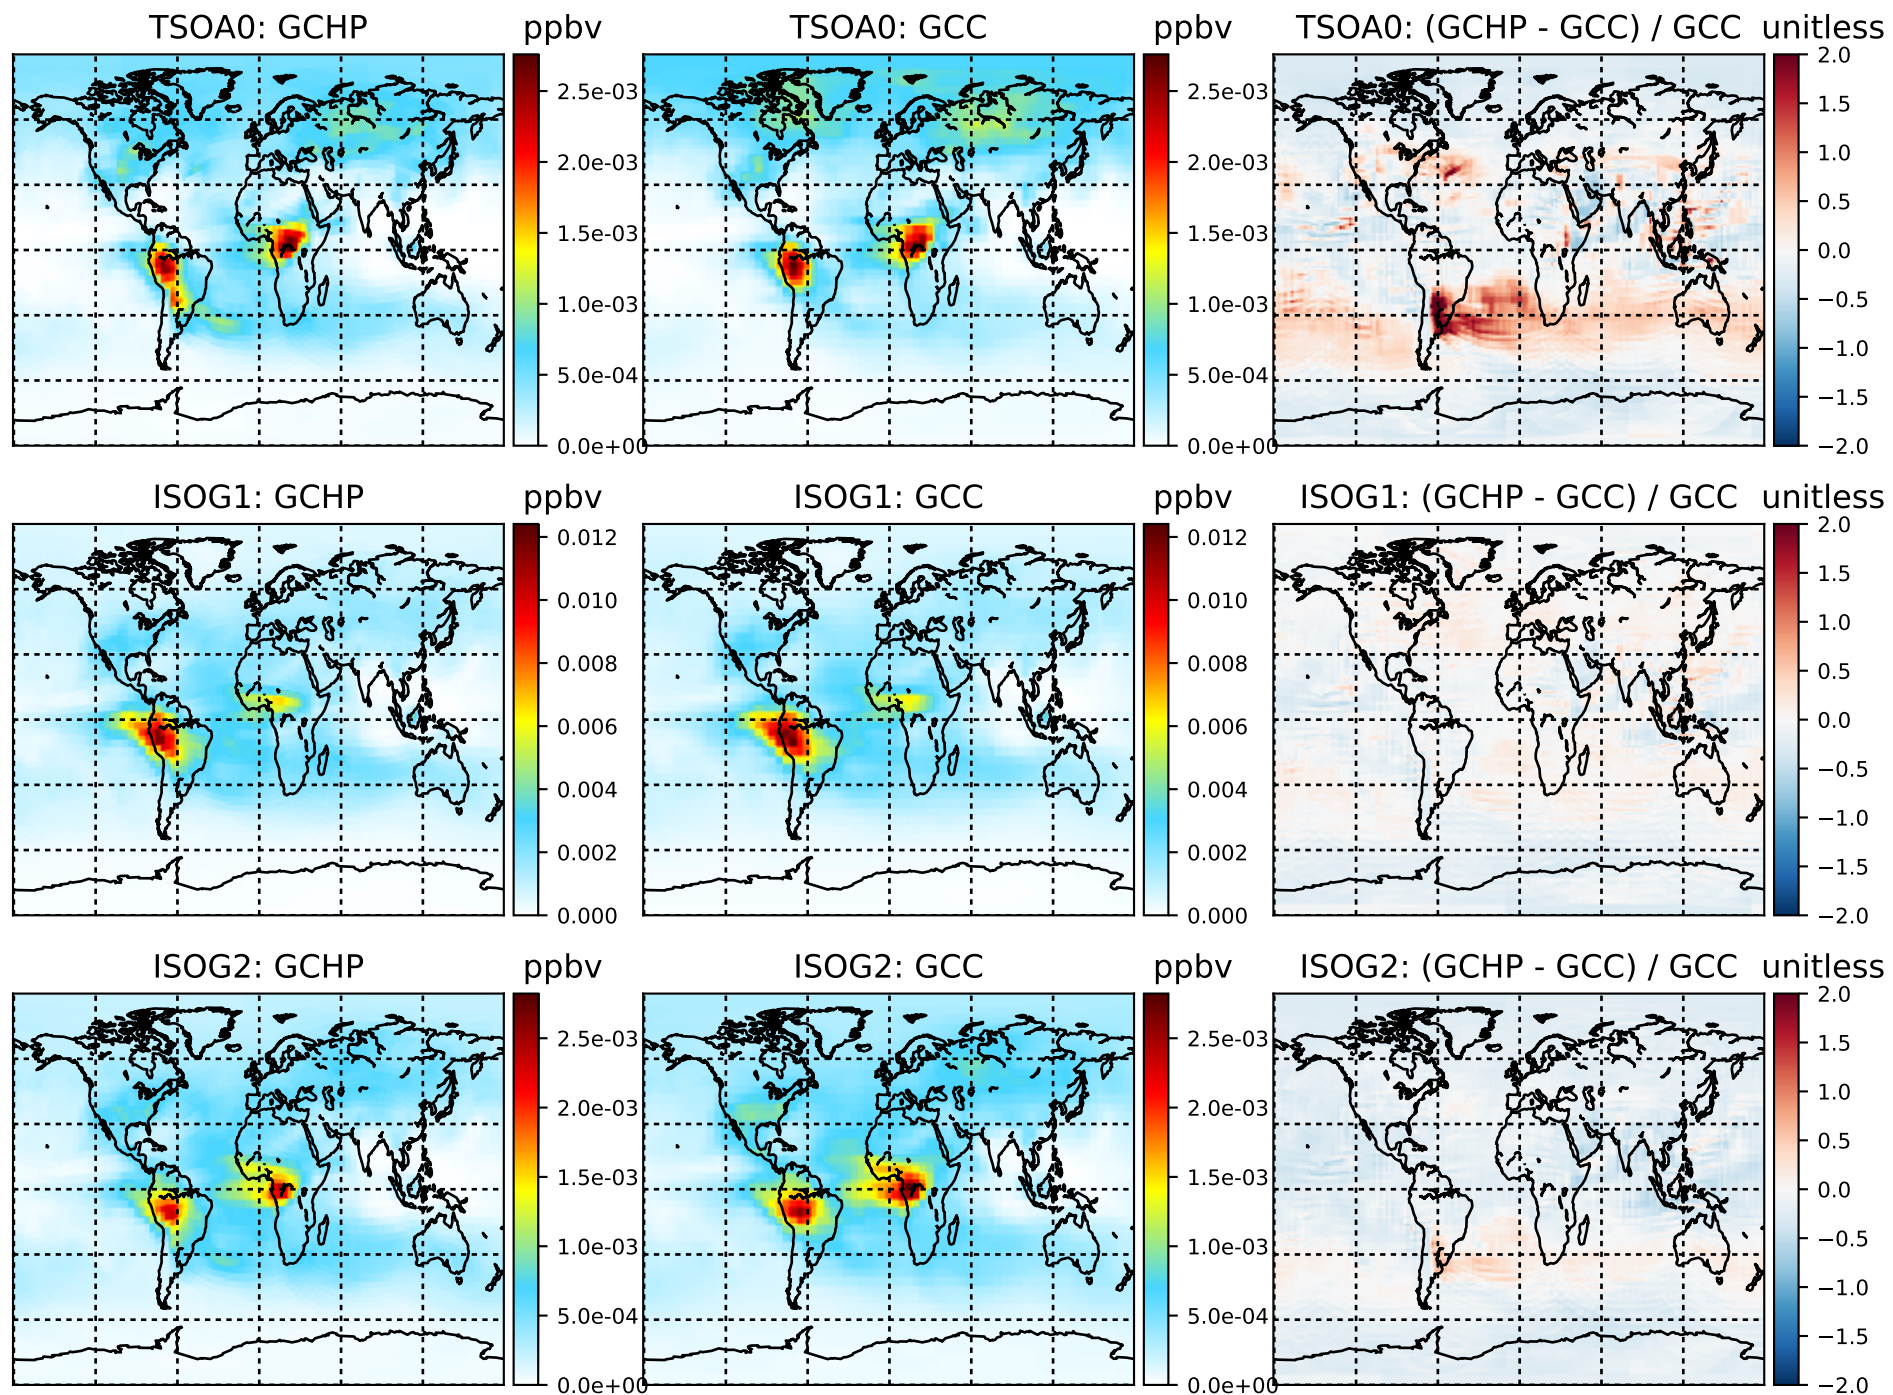 TSOA0: GCHP ppbv TSOA0: GCC ppbv TSOA0: (GCHP - GCC) / GCC unitless
2.5e-03 2.5e-03 2.0
2.0e-03 2.0e-03 1.5
1.5e-03 1.5e-03 1.0
1.0e-03 1.0e-03 0.5
5.0e-04 5.0e-04 0.0
0.0e+00 0.0e+00 −0.5
−1.0
−1.5
−2.0
ISOG1: GCHP ppbv ISOG1: GCC ppbv ISOG1: (GCHP - GCC) / GCC unitless
0.012 0.012 2.0
0.010 0.010 1.5
0.008 0.008 1.0
0.006 0.006 0.5
0.004 0.004 0.0
0.002 0.002 −0.5
0.000 0.000 −1.0
−1.5
−2.0
ISOG2: GCHP ppbv ISOG2: GCC ppbv ISOG2: (GCHP - GCC) / GCC unitless
2.5e-03 2.5e-03 2.0
2.0e-03 2.0e-03 1.5
1.5e-03 1.5e-03 1.0
1.0e-03 1.0e-03 0.5
5.0e-04 5.0e-04 0.0
0.0e+00 0.0e+00 −0.5
−1.0
−1.5
−2.0